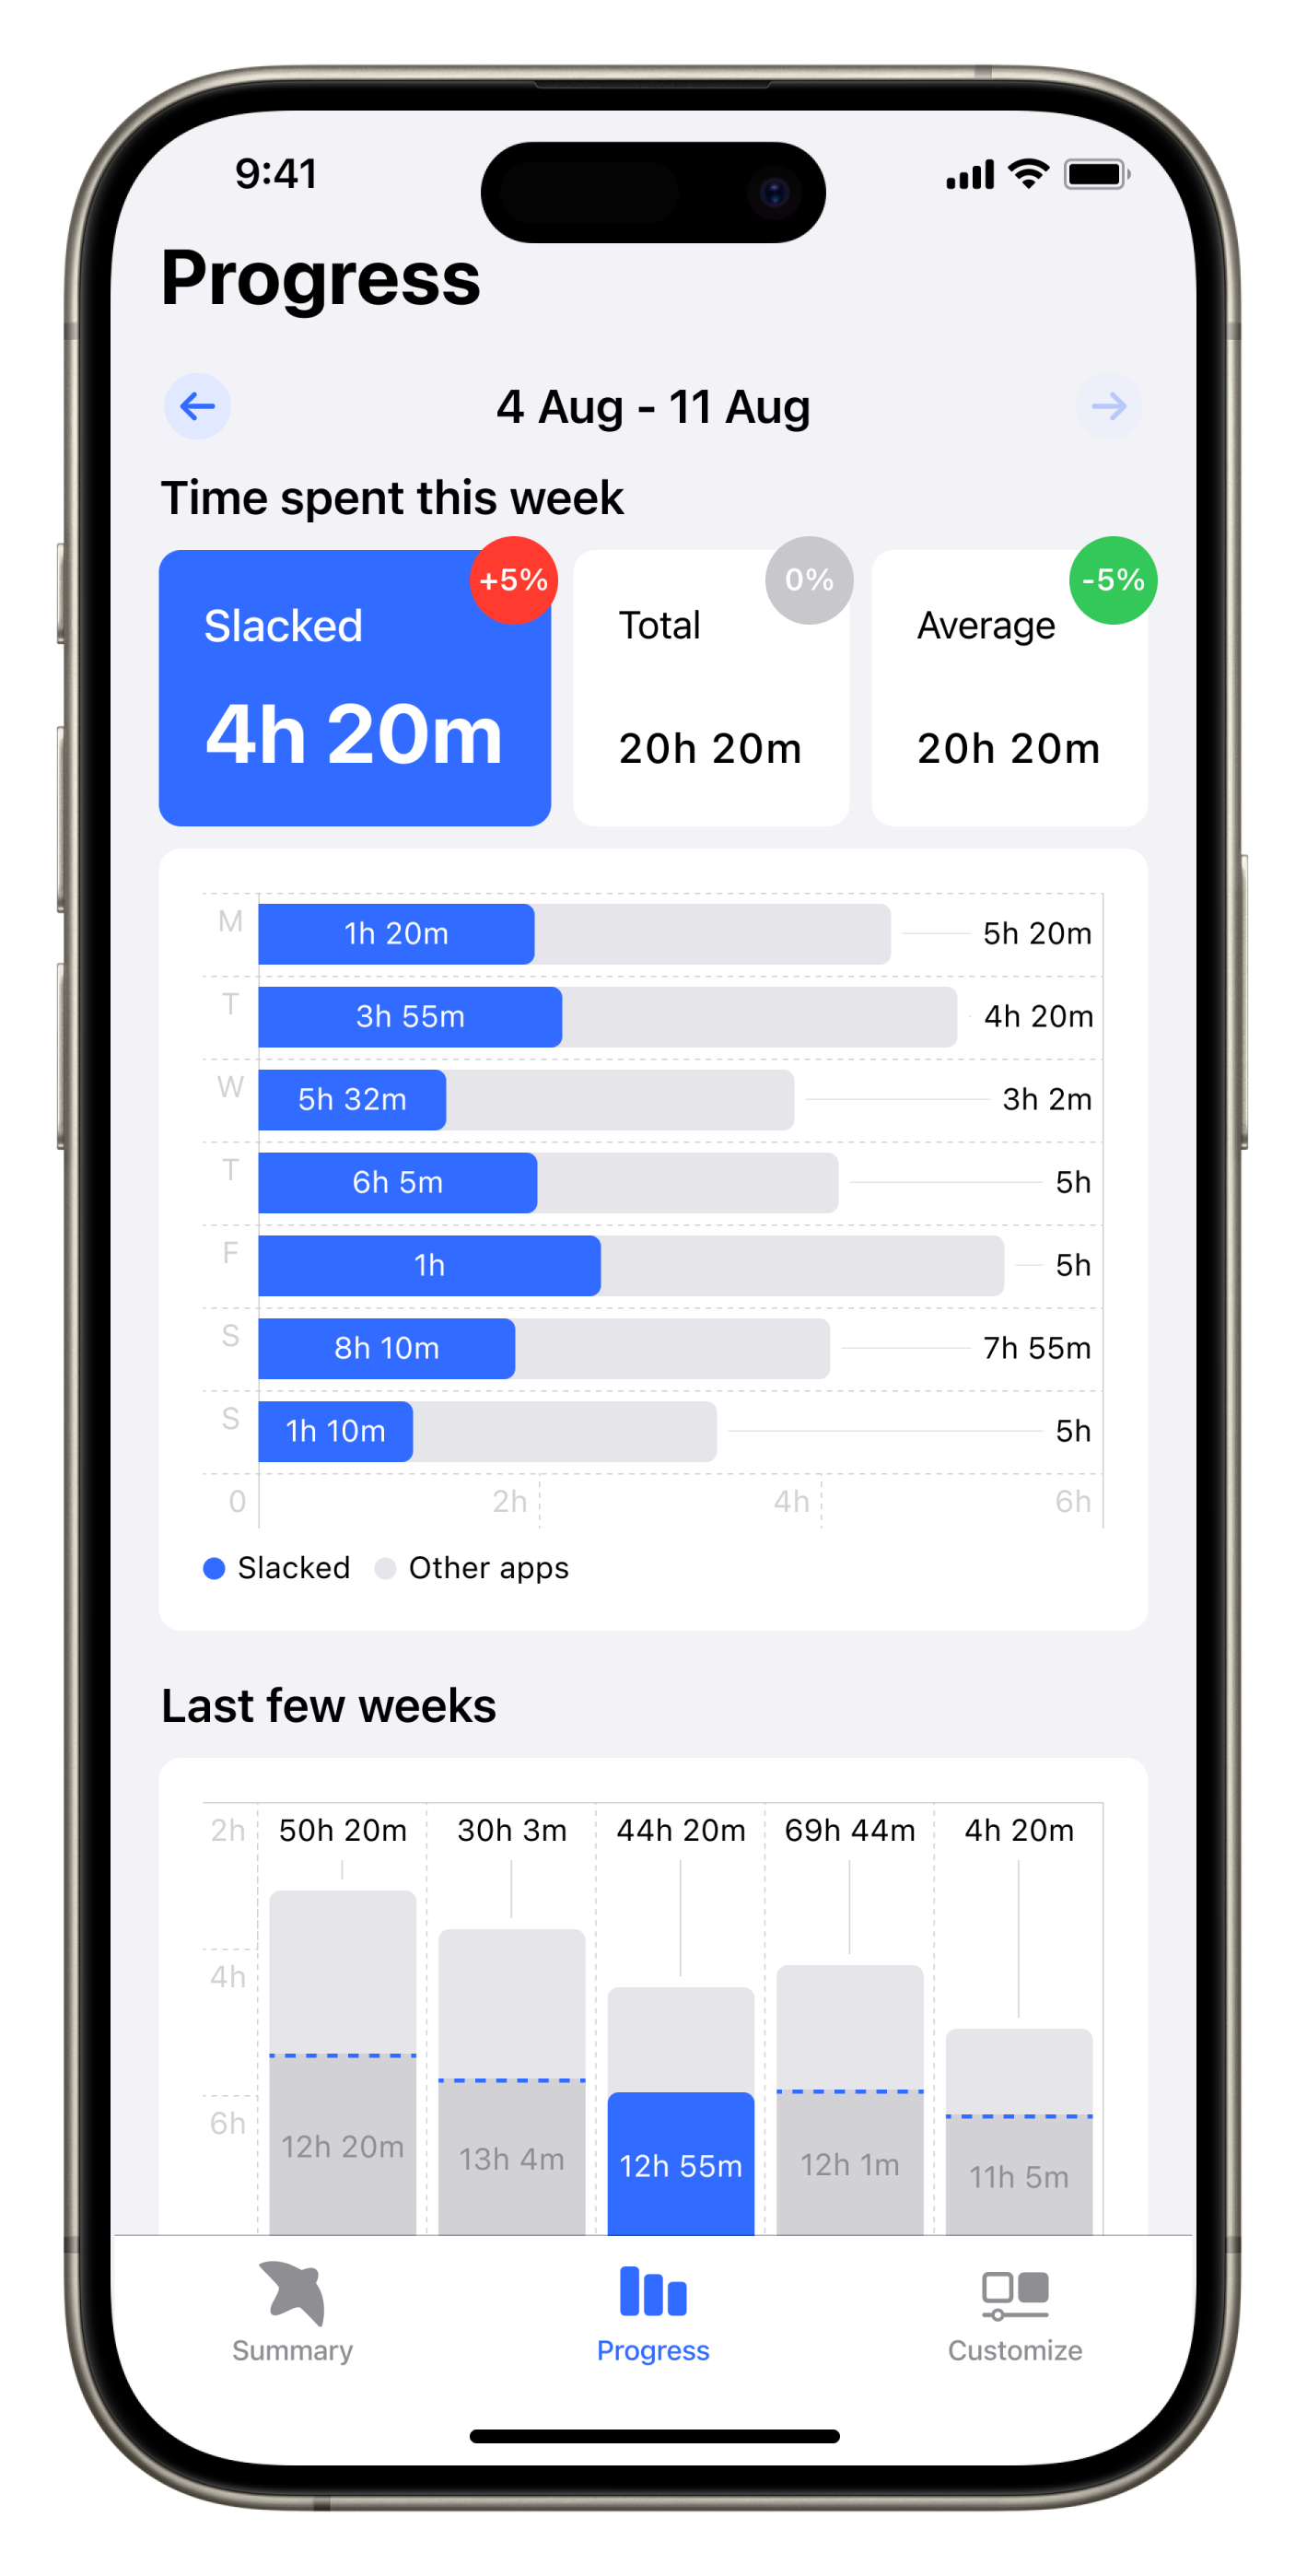 9:41
Progress
4 Aug - 11 Aug
Time spent this week
+5%
0%
-5%
Slacked
Total
Average
4h 20m
20h 20m
20h 20m
M 1h 20m 5h 20m
T 3h 55m 4h 20m
W 5h 32m 3h 2m
T 6h 5m 5h
F 1h 5h
S 8h 10m 7h 55m
S 1h 10m 5h
0 2h 4h 6h
Slacked Other apps
Last few weeks
2h 50h 20m 30h 3m 44h 20m 69h 44m 4h 20m
4h
6h
12h 20m 13h 4m 12h 55m 12h 1m 11h 5m
Summary Progress Customize